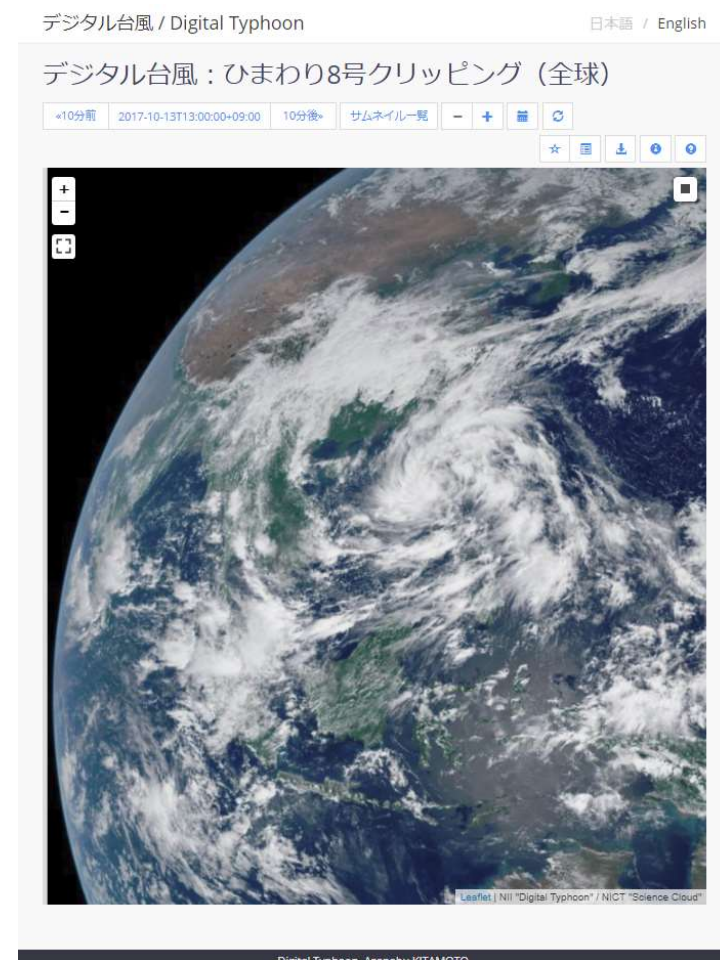 デジタル台風 / Digital Typhoon
日本語 / English
デジタル台風：ひまわり8号クリッピング（全球）
«10分前 2017-10-13T13:00:00+09:00 10分後» サムネイル一覧 − +
+
−
Leaflet | NII "Digital Typhoon" / NICT "Science Cloud"
Digital Typhoon, Asanobu KITAMOTO